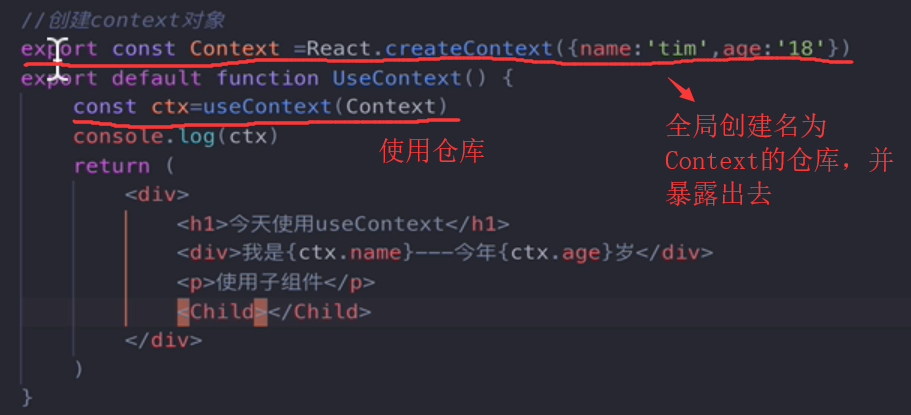 //创建context对象
export const Context =React.createContext({name:'tim',age:'18'})
export default function UseContext() {
const ctx=useContext(Context)
console.log(ctx)
使用仓库
全局创建名为
Context的仓库，并
暴露出去
return (
<div>
<h1>今天使用useContext</h1>
<div>我是{ctx.name}---今年{ctx.age}岁</div>
<p>使用子组件</p>
<Child></Child>
</div>
)
}